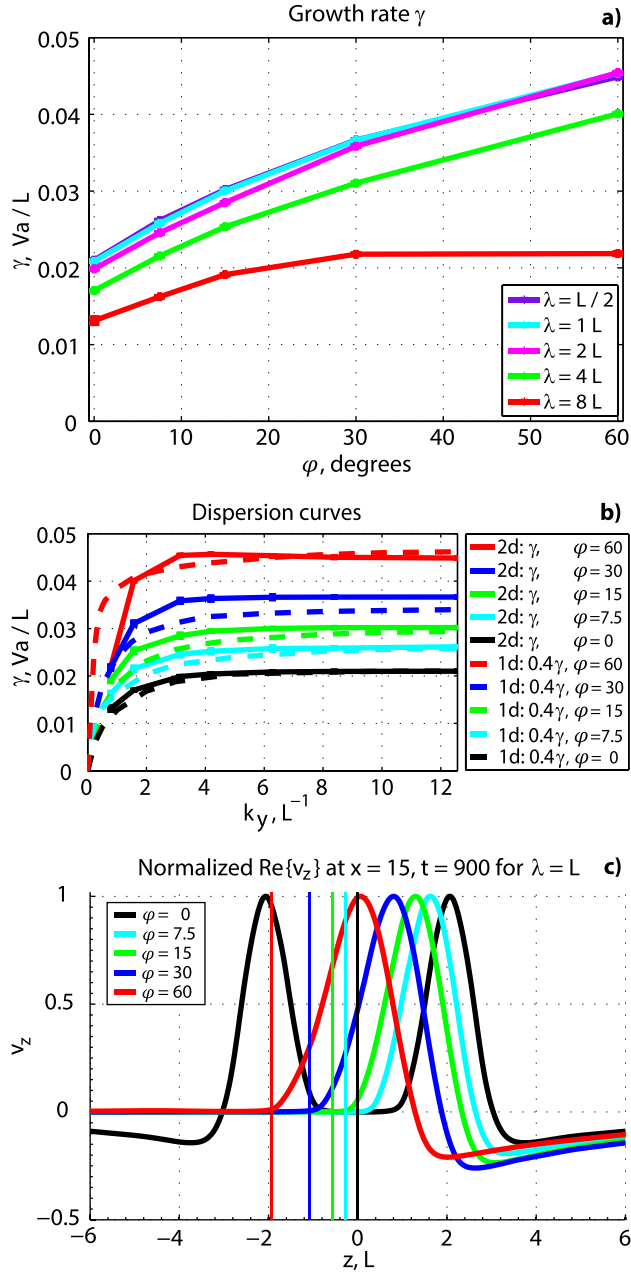 Growth rate γ
a)
0.05
0.04
0.03
0.02
0.01
0
γ, Va / L
0 10 20 30 40 50 60
φ, degrees
λ = L / 2
λ = 1 L
λ = 2 L
λ = 4 L
λ = 8 L
Dispersion curves
b)
0.05
0.04
0.03
0.02
0.01
0
γ, Va / L
0 2 4 6 8 10 12
k_y , L⁻¹
2d: γ, φ = 60
2d: γ, φ = 30
2d: γ, φ = 15
2d: γ, φ=7.5
2d: γ, φ= 0
1d: 0.4γ, φ = 60
1d: 0.4γ, φ = 30
1d: 0.4γ, φ = 15
1d: 0.4γ, φ=7.5
1d: 0.4γ, φ = 0
Normalized Re{v_z} at x = 15, t = 900 for λ = L
c)
1
0.5
0
−0.5
v_z
φ = 0
φ = 7.5
φ = 15
φ = 30
φ = 60
−6 −4 −2 0 2 4 6
z, L